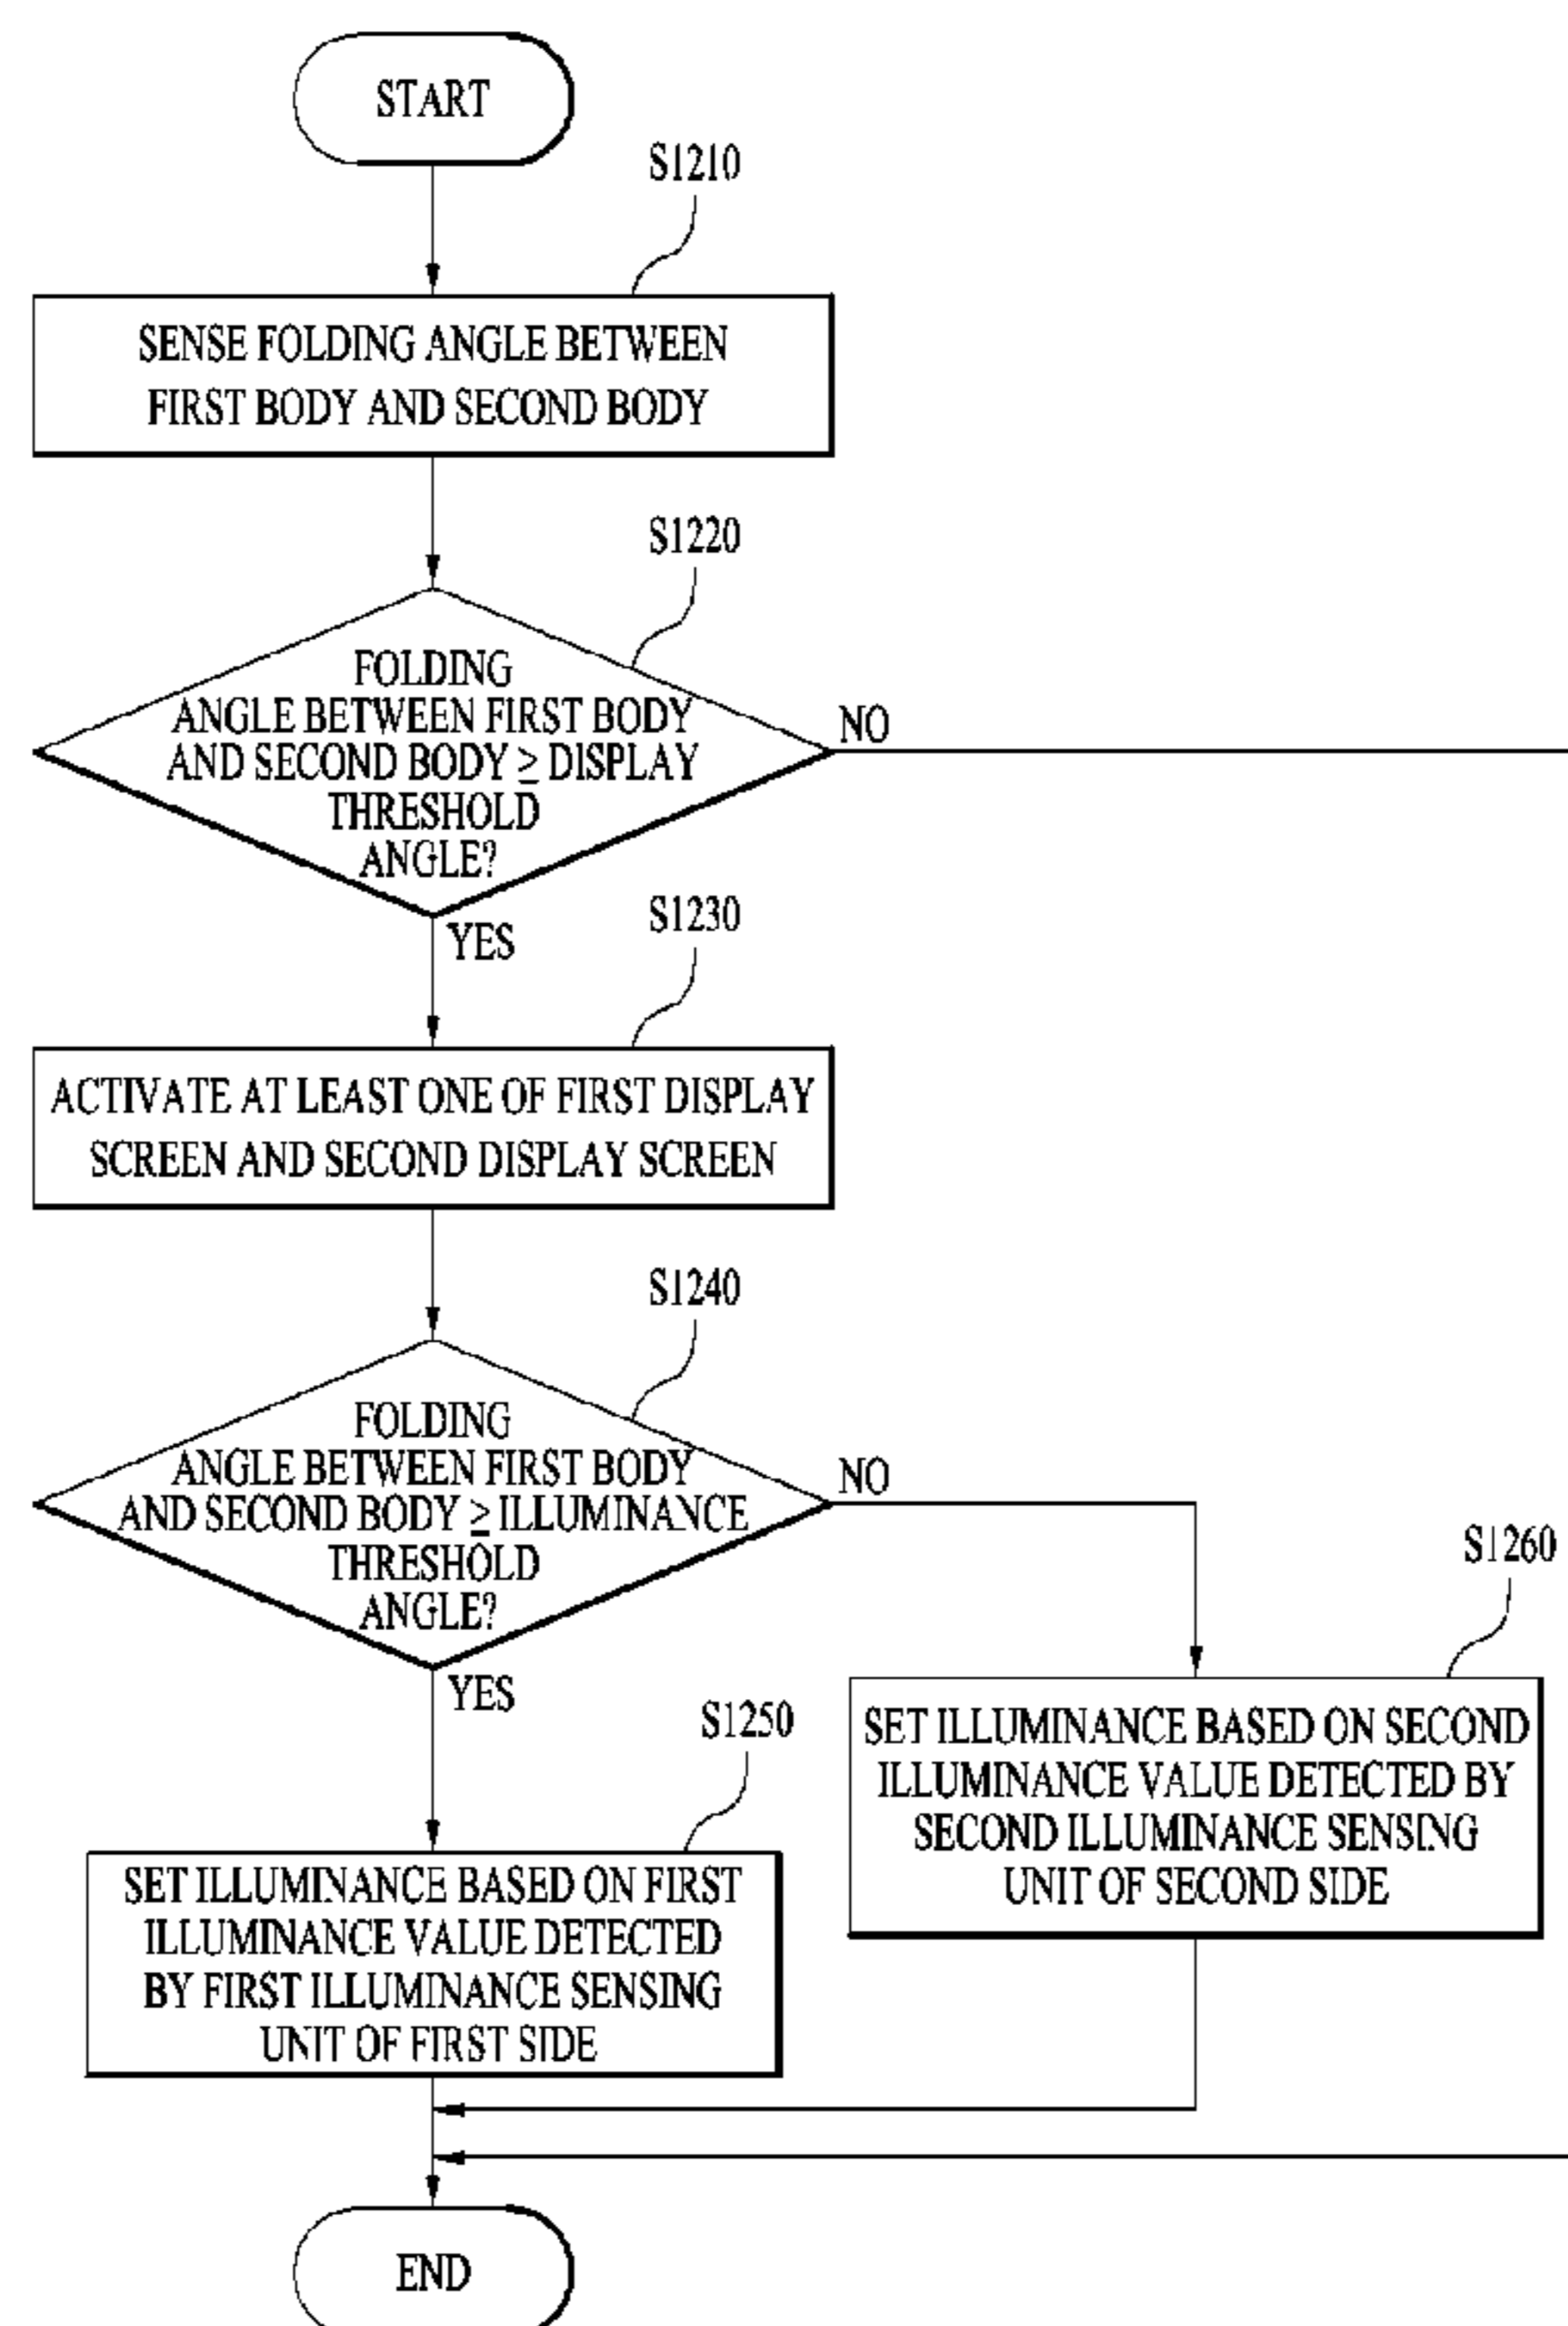 START
S1210
SENSE FOLDING ANGLE BETWEEN
FIRST BODY AND SECOND BODY
S1220
FOLDING
ANGLE BETWEEN FIRST BODY
AND SECOND BODY ≥ DISPLAY
THRESHOLD
ANGLE?
NO
YES
S1230
ACTIVATE AT LEAST ONE OF FIRST DISPLAY
SCREEN AND SECOND DISPLAY SCREEN
S1240
FOLDING
ANGLE BETWEEN FIRST BODY
AND SECOND BODY ≥ ILLUMINANCE
THRESHOLD
ANGLE?
NO
YES
S1260
SET ILLUMINANCE BASED ON SECOND
ILLUMINANCE VALUE DETECTED BY
SECOND ILLUMINANCE SENSING
UNIT OF SECOND SIDE
S1250
SET ILLUMINANCE BASED ON FIRST
ILLUMINANCE VALUE DETECTED
BY FIRST ILLUMINANCE SENSING
UNIT OF FIRST SIDE
END